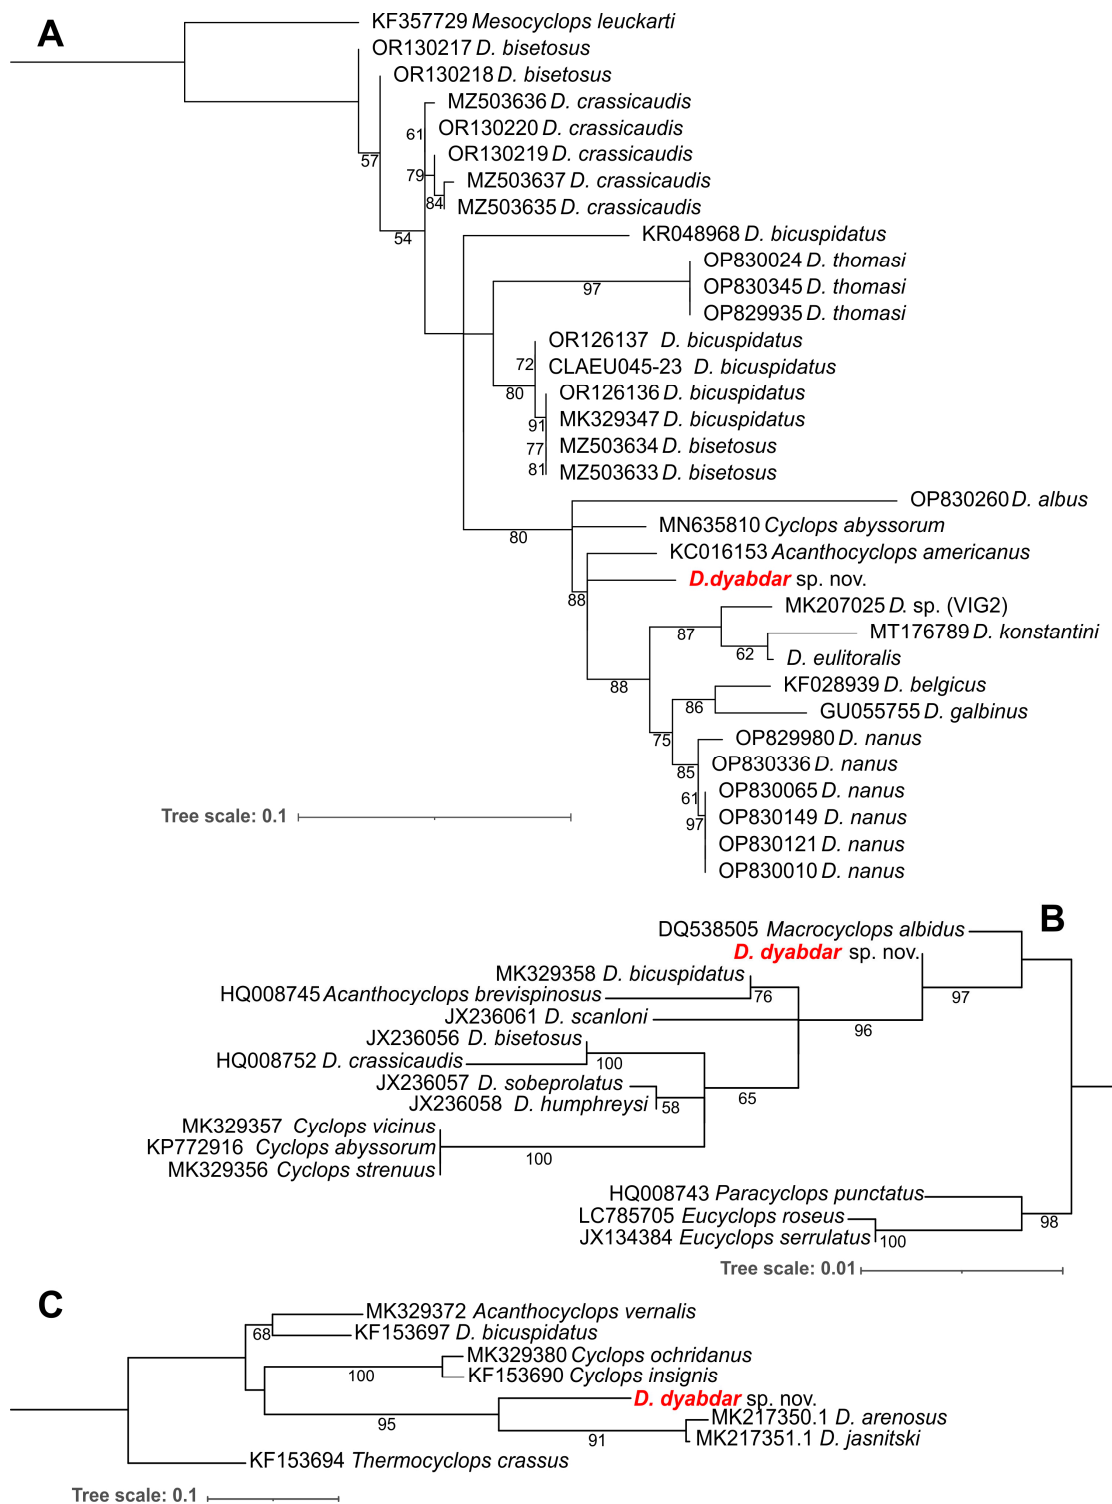 A
KF357729 Mesocyclops leuckarti
OR130217 D. bisetosus
OR130218 D. bisetosus
MZ503636 D. crassicaudis
61
OR130220 D. crassicaudis
OR130219 D. crassicaudis
57
79
MZ503637 D. crassicaudis
84
MZ503635 D. crassicaudis
54
KR048968 D. bicuspidatus
OP830024 D. thomasi
97
OP830345 D. thomasi
OP829935 D. thomasi
OR126137 D. bicuspidatus
72
CLAEU045-23 D. bicuspidatus
80
OR126136 D. bicuspidatus
91
MK329347 D. bicuspidatus
77
MZ503634 D. bisetosus
81
MZ503633 D. bisetosus
OP830260 D. albus
80
MN635810 Cyclops abyssorum
KC016153 Acanthocyclops americanus
D.dyabdar sp. nov.
88
MK207025 D. sp. (VIG2)
87
MT176789 D. konstantini
62
D. eulitoralis
88
KF028939 D. belgicus
86
GU055755 D. galbinus
75
OP829980 D. nanus
85
OP830336 D. nanus
61
OP830065 D. nanus
97
OP830149 D. nanus
OP830121 D. nanus
OP830010 D. nanus
Tree scale: 0.1
B
DQ538505 Macrocyclops albidus
D. dyabdar sp. nov.
MK329358 D. bicuspidatus
76
97
HQ008745 Acanthocyclops brevispinosus
JX236061 D. scanloni
96
JX236056 D. bisetosus
100
HQ008752 D. crassicaudis
JX236057 D. sobeprolatus
65
JX236058 D. humphreysi
58
MK329357 Cyclops vicinus
KP772916 Cyclops abyssorum
100
MK329356 Cyclops strenuus
HQ008743 Paracyclops punctatus
LC785705 Eucyclops roseus
98
JX134384 Eucyclops serrulatus
100
Tree scale: 0.01
C
MK329372 Acanthocyclops vernalis
68
KF153697 D. bicuspidatus
MK329380 Cyclops ochridanus
100
KF153690 Cyclops insignis
D. dyabdar sp. nov.
95
MK217350.1 D. arenosus
91
MK217351.1 D. jasnitski
KF153694 Thermocyclops crassus
Tree scale: 0.1